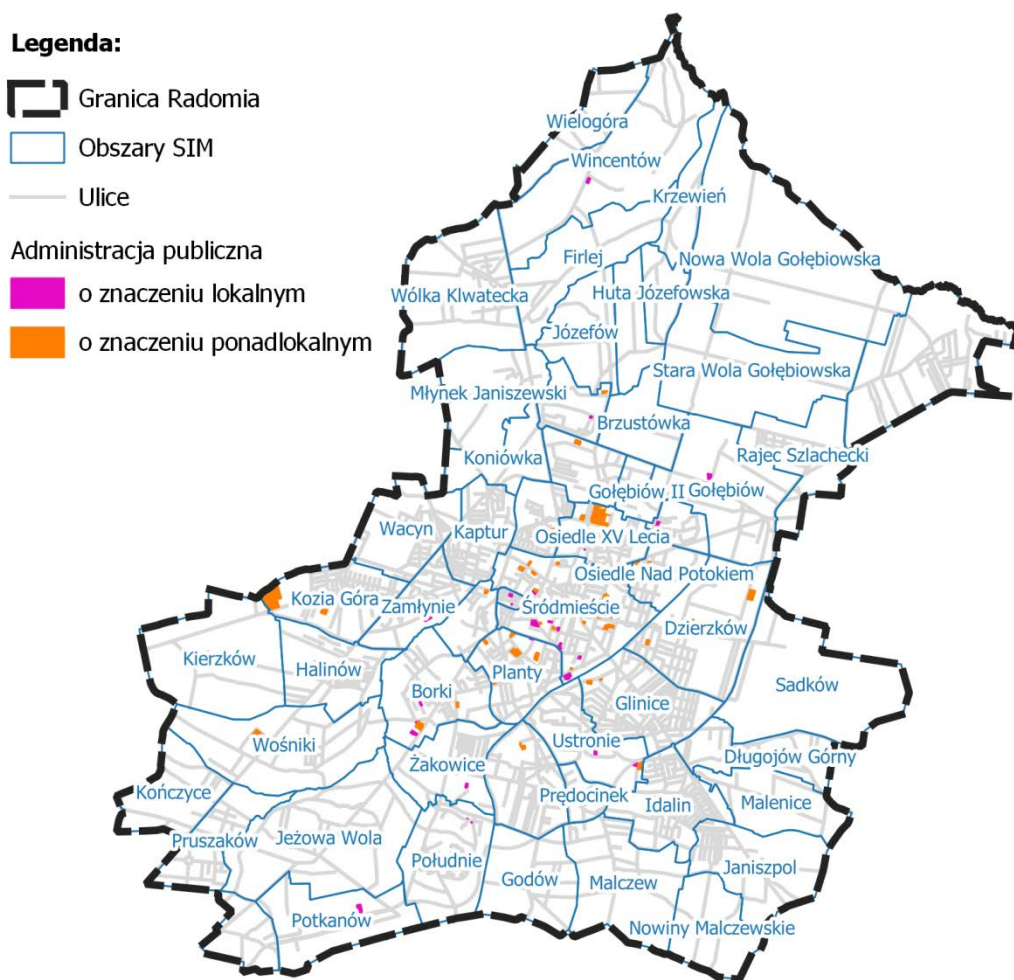 Legenda:
Granica Radomia
Obszary SIM
Ulice
Administracja publiczna
o znaczeniu lokalnym
o znaczeniu ponadlokalnym
Wielogóra
Wincentów
Krzewień
Firlej
Nowa Wola Gołębiowska
Wólka Klwatecka
Huta Józefowska
Józefów
Stara Wola Gołębiowska
Młynek Janiszewski
Brzustówka
Koniówka
Rajec Szlachecki
Gołębiów II
Gołębiów
Wacyn
Kaptur
Osiedle XV Lecia
Osiedle Nad Potokiem
Kozia Góra
Zamłynie
Śródmieście
Dzierzków
Kierzków
Halinów
Planty
Borki
Glinice
Sadków
Wośniki
Ustronie
Żakowice
Długojów Górny
Kończyce
Prędocinek
Idalin
Malenice
Pruszaków
Jeżowa Wola
Południe
Janiszpol
Godów
Malczew
Potkanów
Nowiny Malczewskie